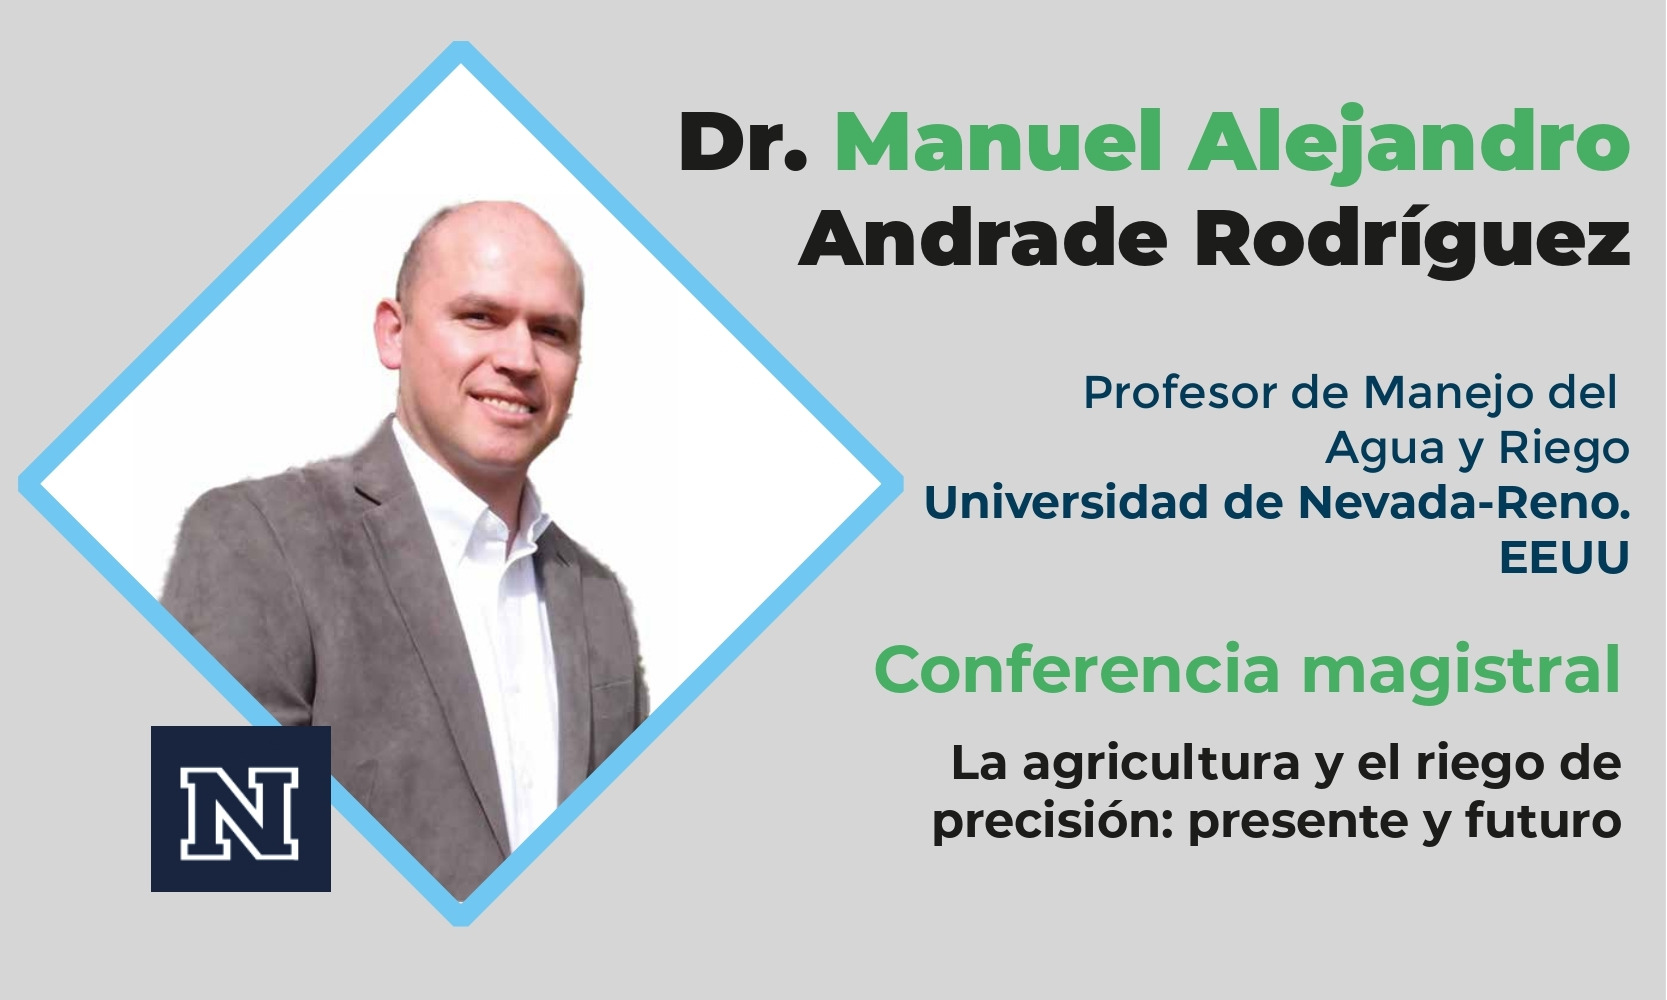 Dr. Manuel Alejandro
Andrade Rodríguez
Profesor de Manejo del
Agua y Riego
Universidad de Nevada-Reno.
EEUU
Conferencia magistral
La agricultura y el riego de
precisión: presente y futuro
N